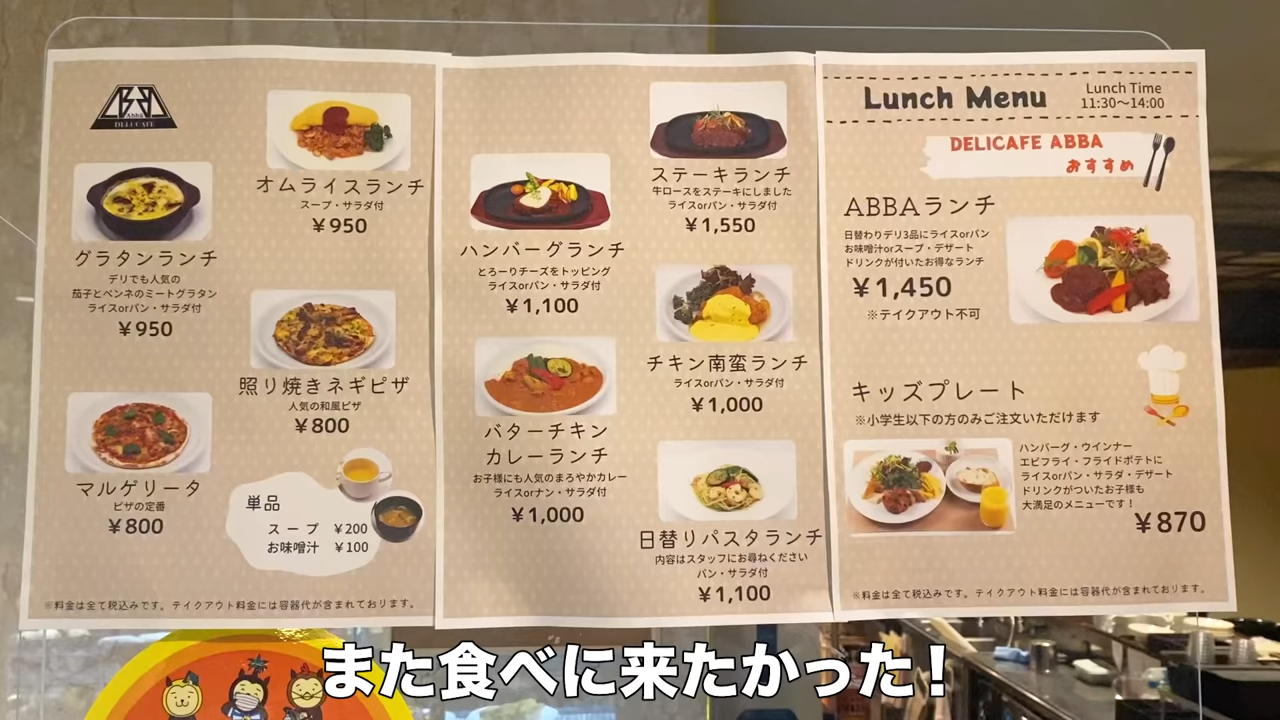 Abba
DELI CAFE
オムライスランチ
スープ・サラダ付
¥950
グラタンランチ
デリでも人気の
茄子とペンネのミートグラタン
ライスorパン・サラダ付
¥950
照り焼きネギピザ
人気の和風ピザ
¥800
マルゲリータ
ピザの定番
¥800
単品
スープ ¥200
お味噌汁 ¥100
※料金は全て税込みです。テイクアウト料金には容器代が含まれております。
ステーキランチ
牛ロースをステーキにしました
ライスorパン・サラダ付
¥1,550
ハンバーグランチ
とろーりチーズをトッピング
ライスorパン・サラダ付
¥1,100
チキン南蛮ランチ
ライスorパン・サラダ付
¥1,000
バターチキン
カレーランチ
お子様にも人気のまろやかカレー
ライスorナン・サラダ付
¥1,000
日替りパスタランチ
内容はスタッフにお尋ねください
パン・サラダ付
¥1,100
Lunch Menu
Lunch Time
11:30〜14:00
DELICAFE ABBA
おすすめ
ABBAランチ
日替わりデリ3品にライスorパン
お味噌汁orスープ・デザート
ドリンクが付いたお得なランチ
¥1,450
※テイクアウト不可
キッズプレート
※小学生以下の方のみご注文いただけます
ハンバーグ・ウインナー
エビフライ・フライドポテトに
ライスorパン・サラダ・デザート
ドリンクがついたお子様も
大満足のメニューです!
¥870
※料金は全て税込みです。テイクアウト料金には容器代が含まれております。
また食べに来たかった!